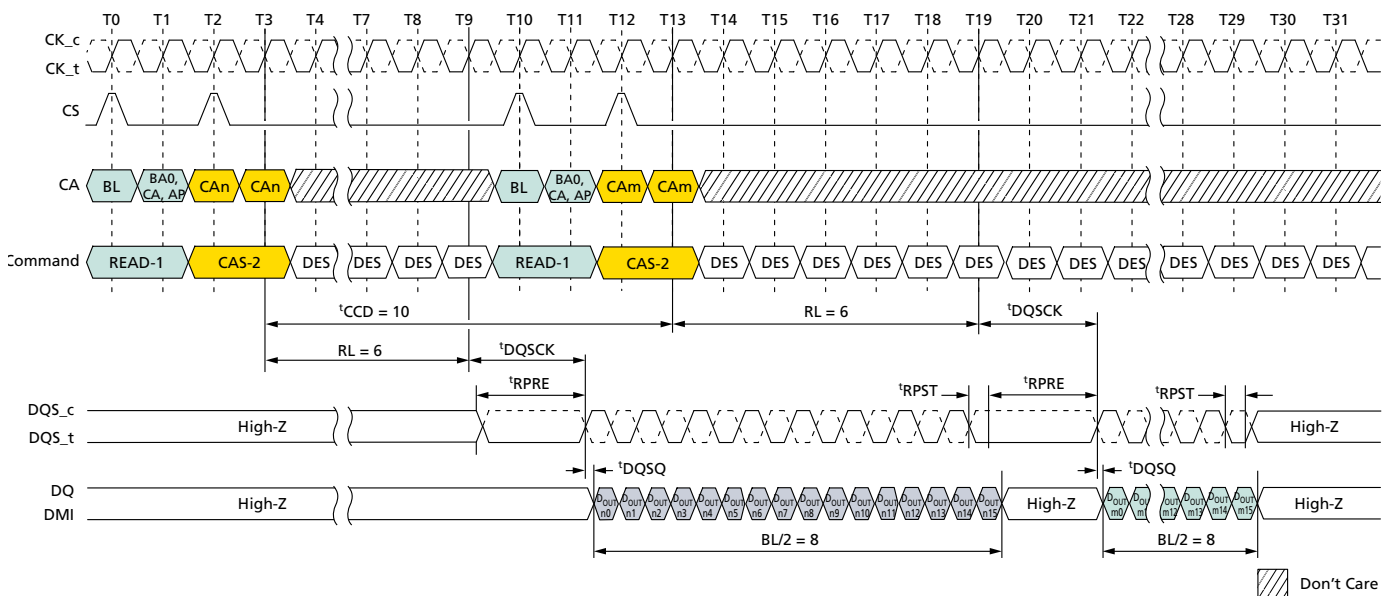 T0 T1 T2 T3 T4 T7 T8 T9 T10 T11 T12 T13 T14 T15 T16 T17 T18 T19 T20 T21 T22 T28 T29 T30 T31
CK_c
CK_t
CS
CA BL BA0, CA, AP CAn CAn BL BA0, CA, AP CAm CAm
Command READ-1 CAS-2 DES DES DES DES READ-1 CAS-2 DES DES DES DES DES DES DES DES DES DES DES DES DES
tCCD = 10 RL = 6 tDQSCK
RL = 6 tDQSCK
tRPRE tRPST tRPRE tRPST
DQS_c
DQS_t High-Z High-Z
tDQSQ tDQSQ
DQ
DMI High-Z DOUT n0 DOUT n1 DOUT n2 DOUT n3 DOUT n4 DOUT n5 DOUT n6 DOUT n7 DOUT n8 DOUT n9 DOUT n10 DOUT n11 DOUT n12 DOUT n13 DOUT n14 DOUT n15 High-Z DOUT m0 DOUT m12 DOUT m13 DOUT m14 DOUT m15 High-Z
BL/2 = 8 BL/2 = 8
Don't Care